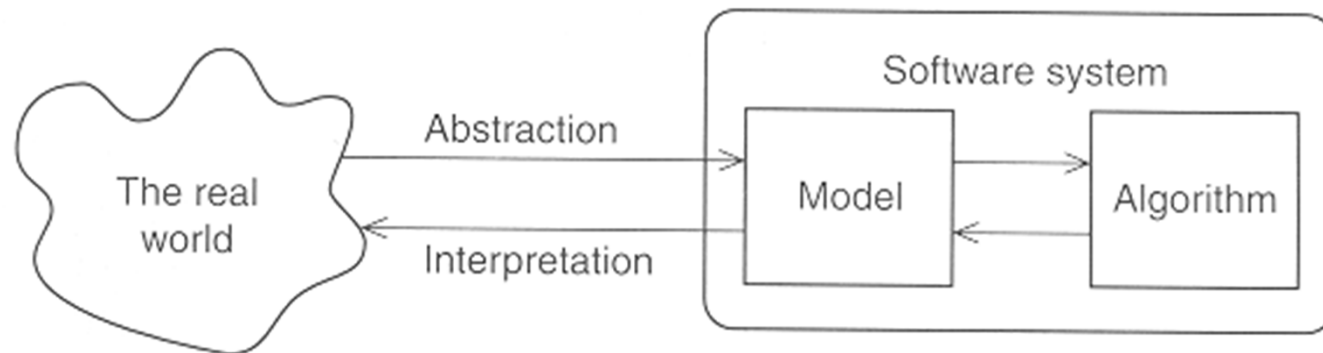 Software system
Abstraction
The real
world
Model
Algorithm
Interpretation